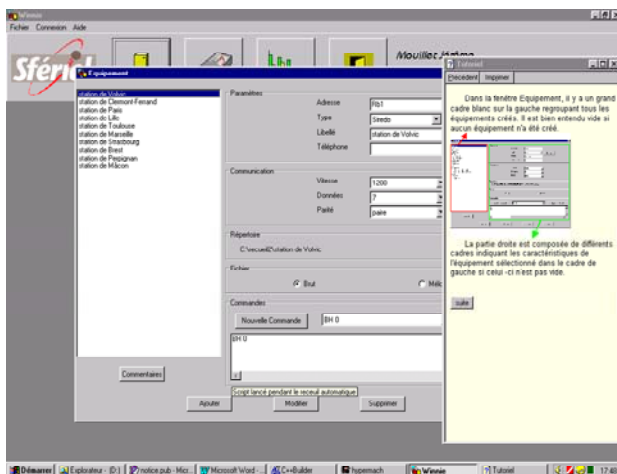 Winnie
Fichier Connexion Aide
Sfériel
Mouillet Jérôme
Equipement
station de Volvic
station de Clermont-Ferrand
station de Paris
station de Lille
station de Toulouse
station de Marseille
station de Strasbourg
station de Brest
station de Perpignan
station de Mâcon
Paramètres
Adresse
Rb1
Type
Siredo
Libellé
station de Volvic
Téléphone
Communication
Vitesse
1200
Données
7
Parité
paire
Répertoire
C:\recueil2\station de Volvic
Fichier
Brut
Commandes
Nouvelle Commande
BH 0
BH 0
Commentaires
Script lancé pendant le receuil automatique
Ajouter
Modifier
Supprimer
Tutoriel
Precedent Imprimer
Dans la fenêtre Equipement, il y a un grand
cadre blanc sur la gauche regroupant tous les
équipements créés. Il est bien entendu vide si
aucun équipement n'a été créé.
La partie droite est composée de différents
cadres indiquant les caractéristiques de
l'équipement sélectionné dans le cadre de
gauche si celui -ci n'est pas vide.
suite
Démarrer
Explorateur - (D:)
notice.pub - Micr...
Microsoft Word - ...
C++Builder
hypermach
Winnie
Tutoriel
17:48